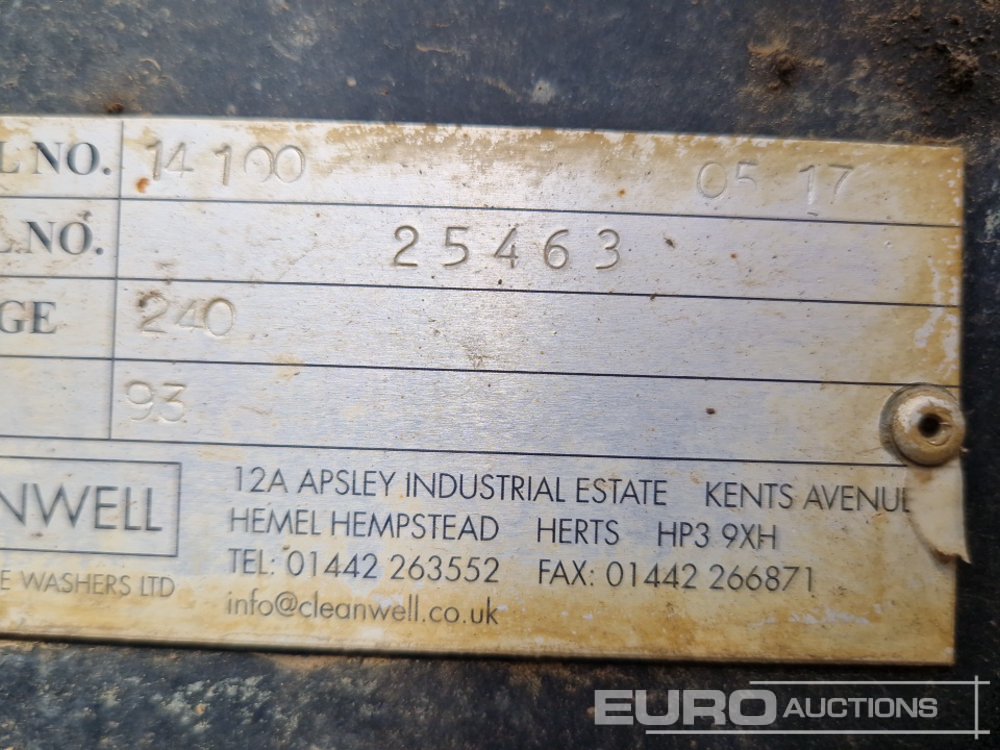 L NO. 14 100 05 17
L.NO. 25463
GE 240
93
NWELL
12A APSLEY INDUSTRIAL ESTATE KENTS AVENUE
HEMEL HEMPSTEAD HERTS HP3 9XH
TEL: 01442 263552 FAX: 01442 266871
E WASHERS LTD
info@cleanwell.co.uk
EURO AUCTIONS